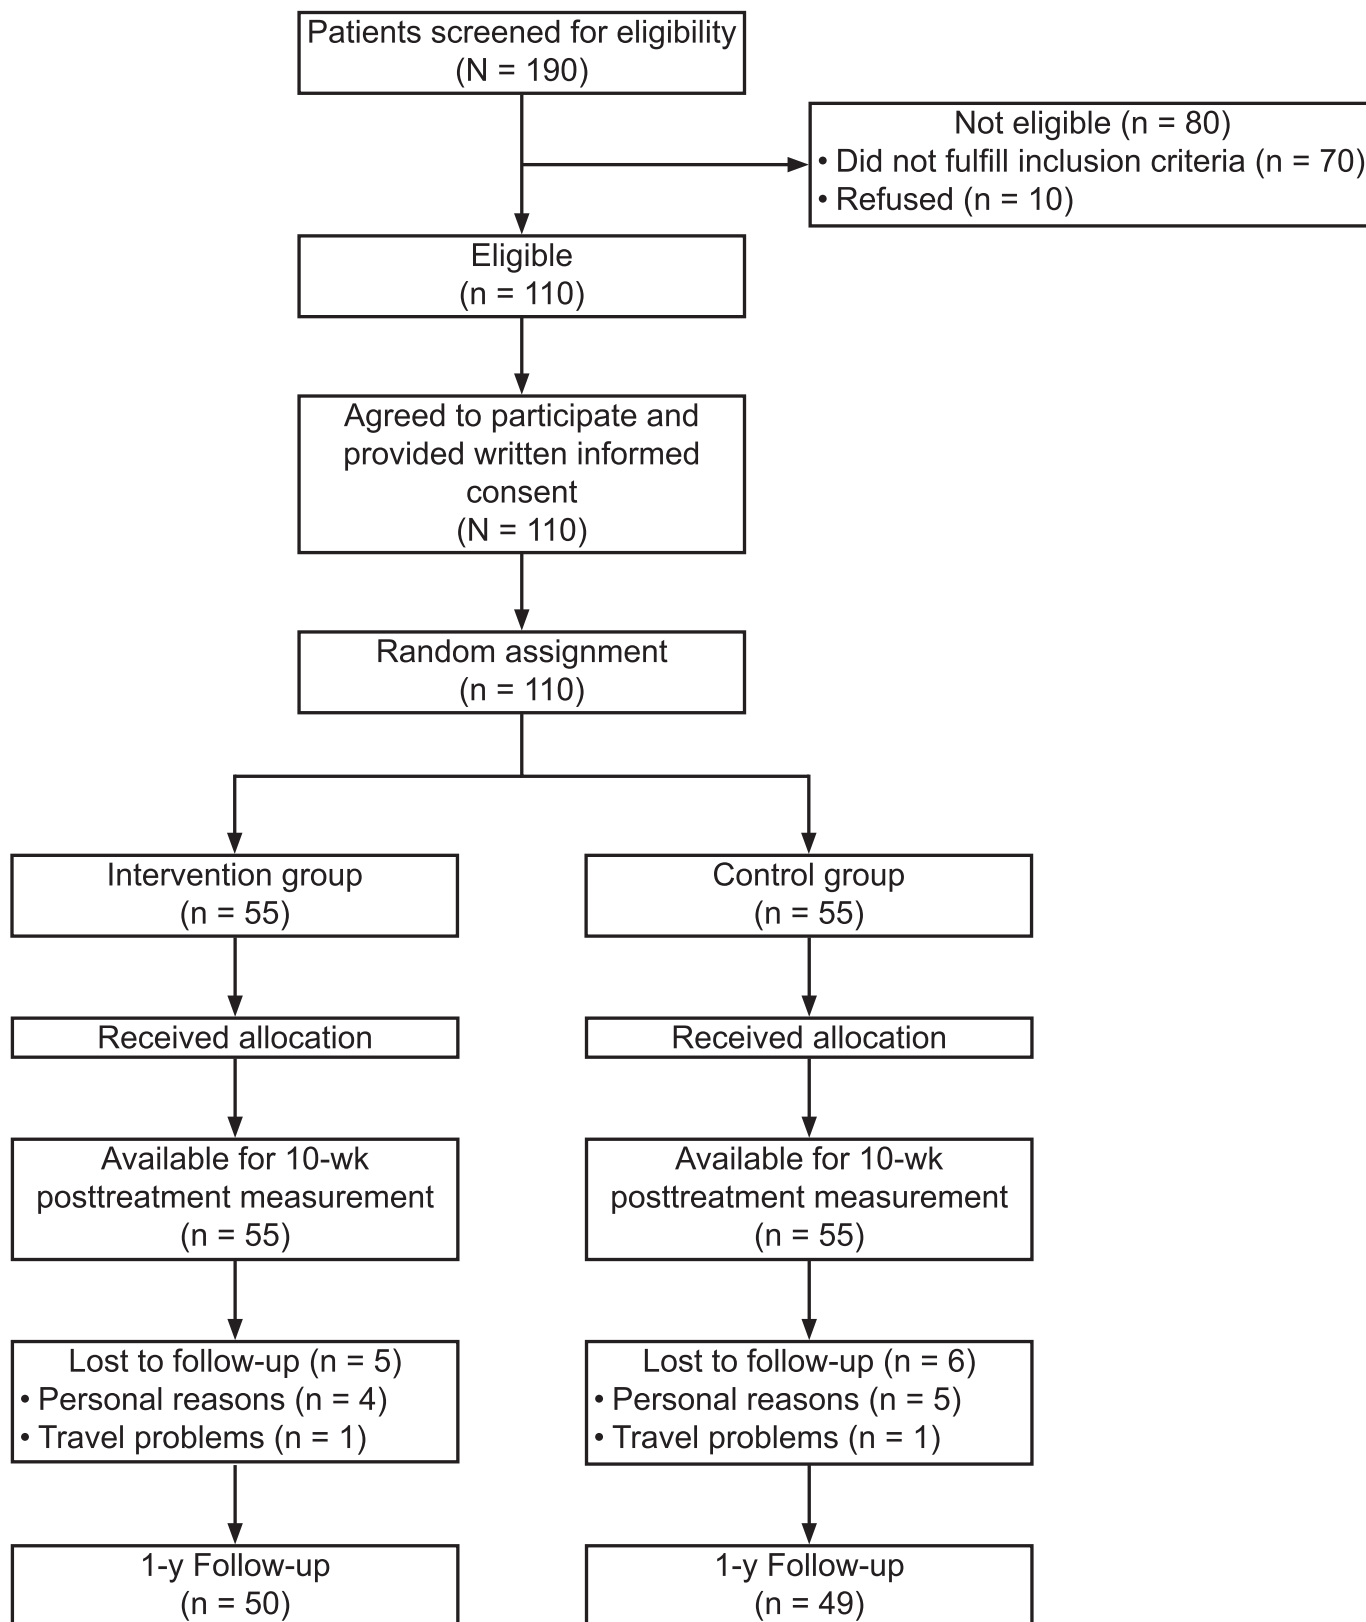 Patients screened for eligibility
(N = 190)
Not eligible (n = 80)
• Did not fulfill inclusion criteria (n = 70)
• Refused (n = 10)
Eligible
(n = 110)
Agreed to participate and
provided written informed
consent
(N = 110)
Random assignment
(n = 110)
Intervention group
(n = 55)
Control group
(n = 55)
Received allocation
Received allocation
Available for 10-wk
posttreatment measurement
(n = 55)
Available for 10-wk
posttreatment measurement
(n = 55)
Lost to follow-up (n = 5)
• Personal reasons (n = 4)
• Travel problems (n = 1)
Lost to follow-up (n = 6)
• Personal reasons (n = 5)
• Travel problems (n = 1)
1-y Follow-up
(n = 50)
1-y Follow-up
(n = 49)